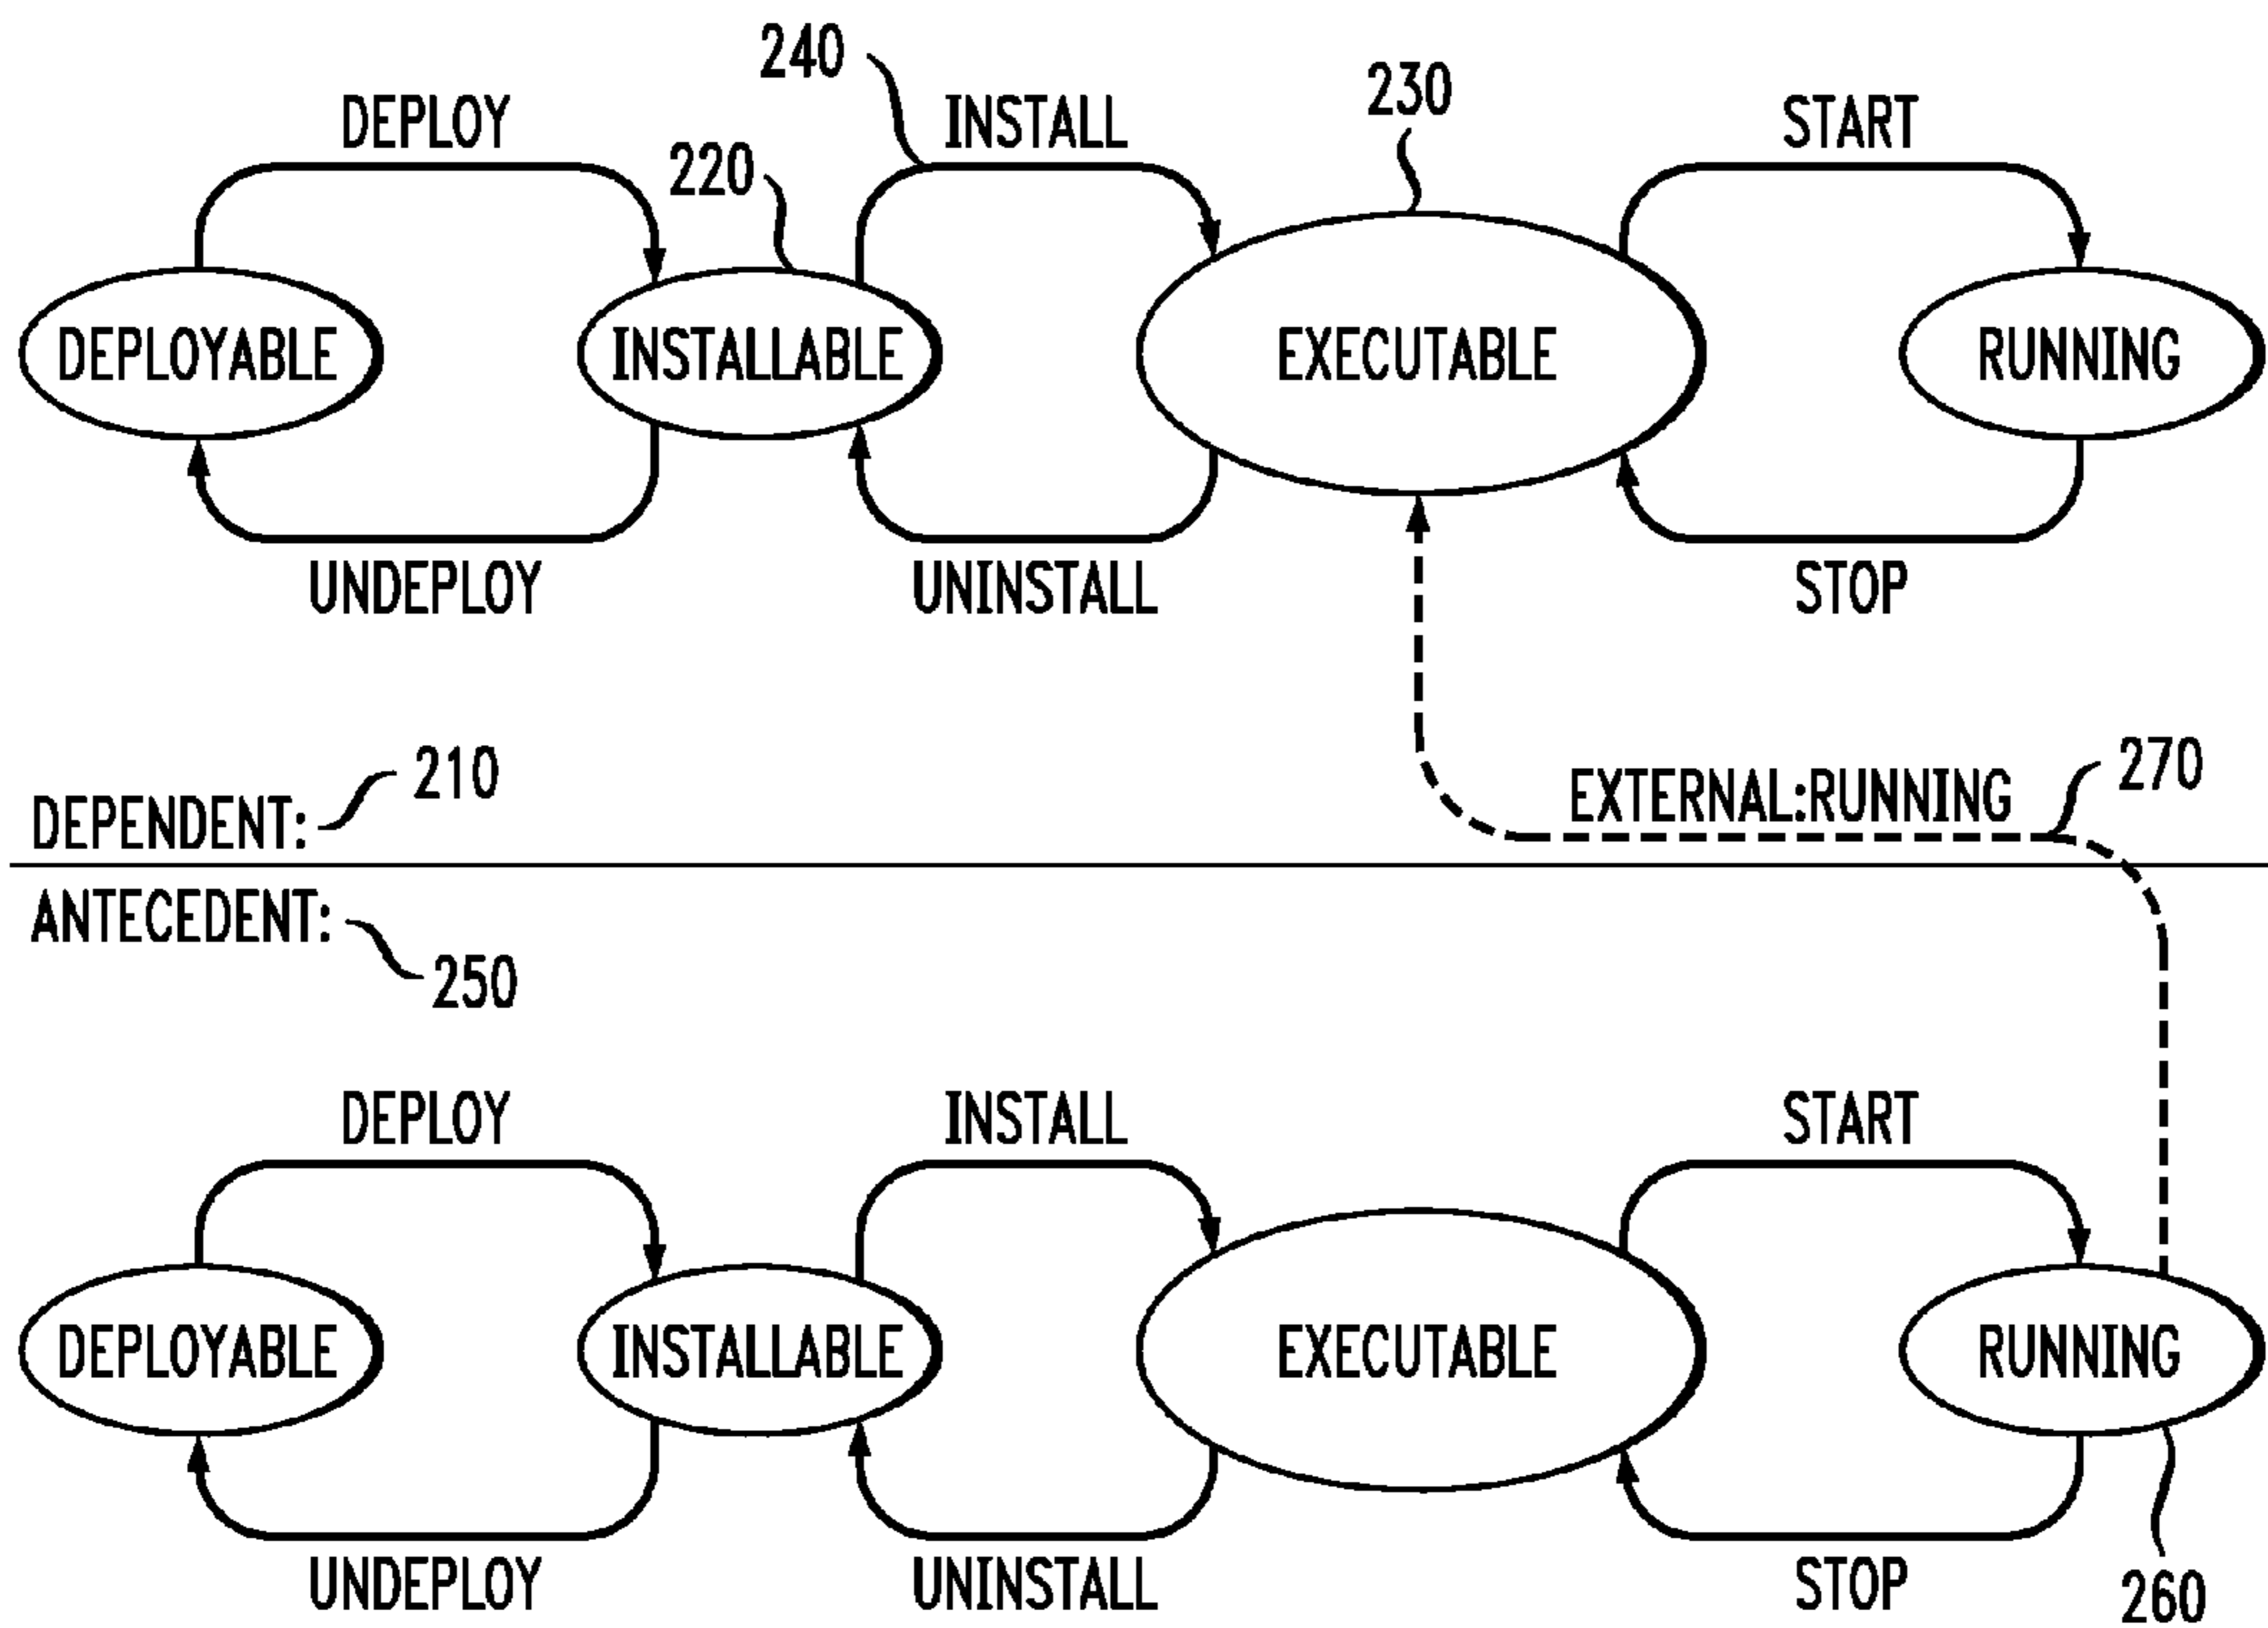 240
DEPLOY
INSTALL
230
START
220
DEPLOYABLE
INSTALLABLE
EXECUTABLE
RUNNING
UNDEPLOY
UNINSTALL
STOP
DEPENDENT:
210
EXTERNAL:RUNNING
270
ANTECEDENT:
250
DEPLOY
INSTALL
START
DEPLOYABLE
INSTALLABLE
EXECUTABLE
RUNNING
UNDEPLOY
UNINSTALL
STOP
260